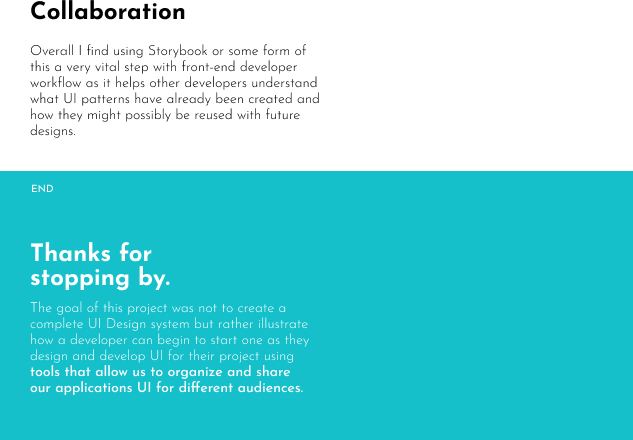 Collaboration
Overall I find using Storybook or some form of
this a very vital step with front-end developer
workflow as it helps other developers understand
what UI patterns have already been created and
how they might possibly be reused with future
designs.
END
Thanks for
stopping by.
The goal of this project was not to create a
complete UI Design system but rather illustrate
how a developer can begin to start one as they
design and develop UI for their project using
tools that allow us to organize and share
our applications UI for different audiences.